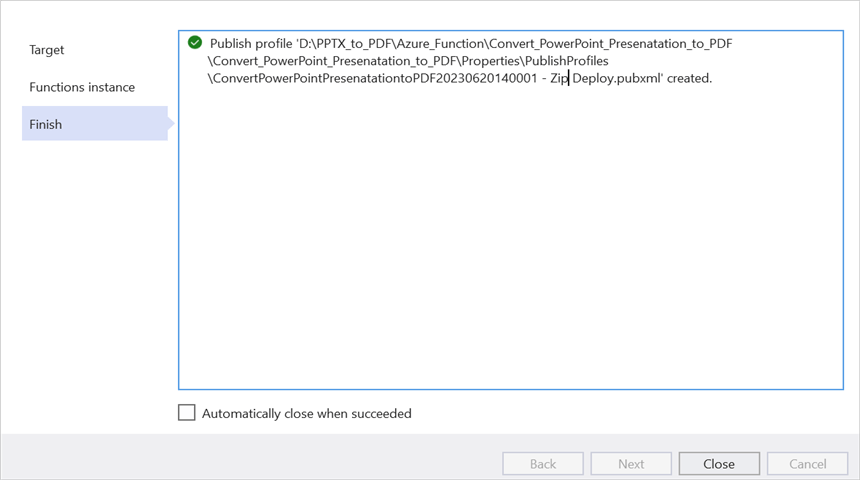 Target
Functions instance
Finish
Publish profile 'D:\PPTX_to_PDF\Azure_Function\Convert_PowerPoint_Presenatation_to_PDF
\Convert_PowerPoint_Presenatation_to_PDF\Properties\PublishProfiles
\ConvertPowerPointPresenatationtoPDF20230620140001 - Zip Deploy.pubxml' created.
Automatically close when succeeded
Back
Next
Close
Cancel